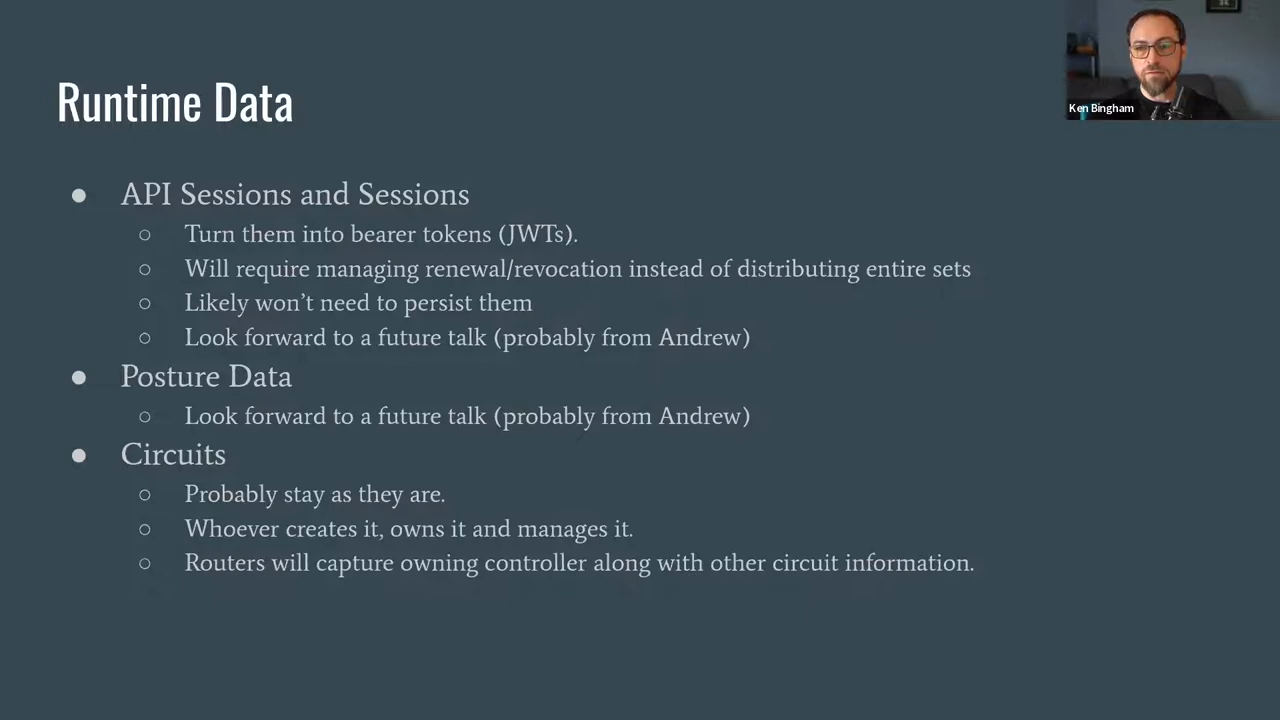 Ken Bingham
Runtime Data
● API Sessions and Sessions
○ Turn them into bearer tokens (JWTs).
○ Will require managing renewal/revocation instead of distributing entire sets
○ Likely won’t need to persist them
○ Look forward to a future talk (probably from Andrew)
● Posture Data
○ Look forward to a future talk (probably from Andrew)
● Circuits
○ Probably stay as they are.
○ Whoever creates it, owns it and manages it.
○ Routers will capture owning controller along with other circuit information.